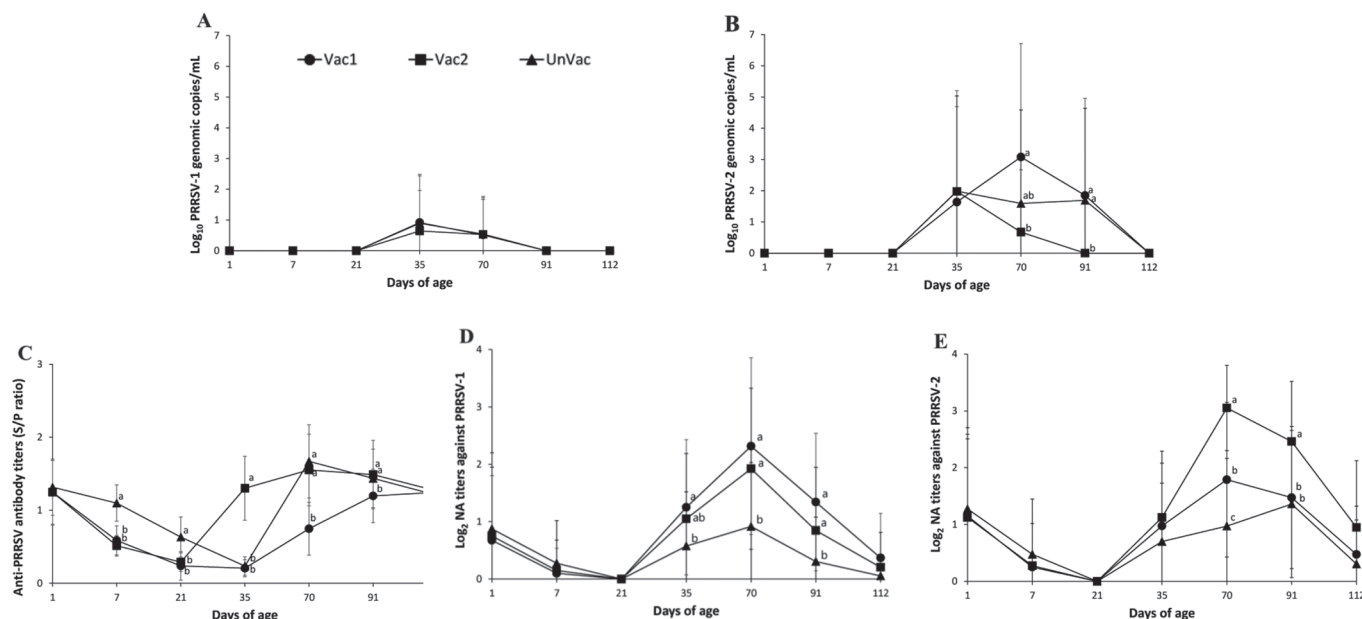 A
Log10 PRRSV-1 genomic copies/mL
7
6
5
4
3
2
1
0
Vac1 Vac2 UnVac
1 7 21 35 70 91 112
Days of age
B
Log10 PRRSV-2 genomic copies/mL
7
6
5
4
3
2
1
0
a
ab
b
a
a
b
1 7 21 35 70 91 112
Days of age
C
Anti-PRRSV antibody titers (S/P ratio)
3
2
1
0
a
b
b
a
b
b
a
b
b
a
a
b
a
a
b
1 7 21 35 70 91
Days of age
D
Log2 NA titers against PRRSV-1
4
3
2
1
0
a
ab
b
a
a
b
a
a
b
1 7 21 35 70 91 112
Days of age
E
Log2 NA titers against PRRSV-2
4
3
2
1
0
a
b
c
a
b
b
1 7 21 35 70 91 112
Days of age